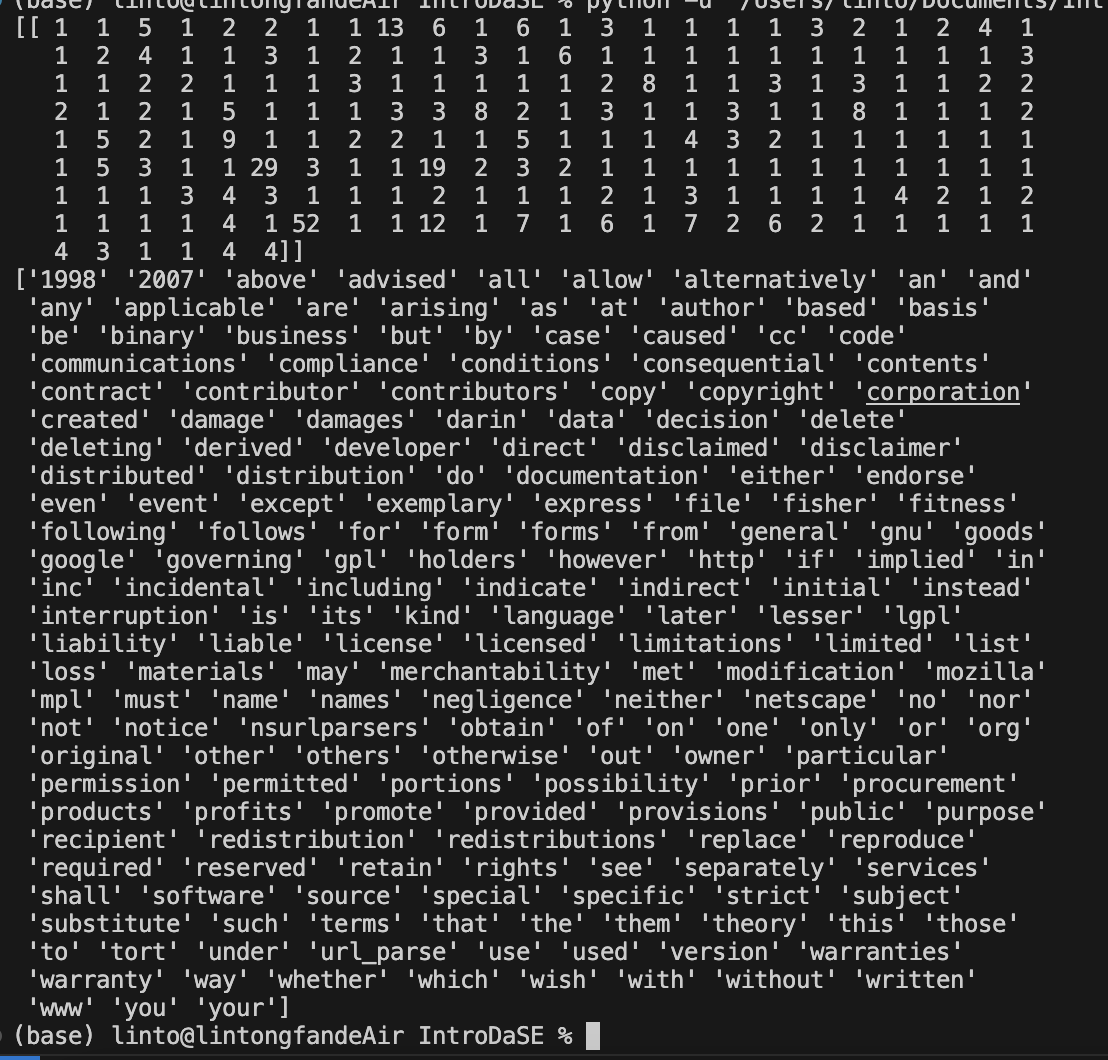 (base) linto@lintongfandeAir IntroDaSE % python -u "/Users/linto/Documents/Int
[[ 1 1 5 1 2 2 1 1 13 6 1 6 1 3 1 1 1 1 3 2 1 2 4 1
1 2 4 1 1 3 1 2 1 1 3 1 6 1 1 1 1 1 1 1 1 1 1 3
1 1 2 2 1 1 1 3 1 1 1 1 1 2 8 1 1 3 1 3 1 1 2 2
2 1 2 1 5 1 1 1 3 3 8 2 1 3 1 1 3 1 1 8 1 1 1 2
1 5 2 1 9 1 1 2 2 1 1 5 1 1 1 4 3 2 1 1 1 1 1 1
1 5 3 1 1 29 3 1 1 19 2 3 2 1 1 1 1 1 1 1 1 1 1 1
1 1 1 3 4 3 1 1 1 2 1 1 1 2 1 3 1 1 1 1 4 2 1 2
1 1 1 1 4 1 52 1 1 12 1 7 1 6 1 7 2 6 2 1 1 1 1 1
4 3 1 1 4 4]]
['1998' '2007' 'above' 'advised' 'all' 'allow' 'alternatively' 'an' 'and'
'any' 'applicable' 'are' 'arising' 'as' 'at' 'author' 'based' 'basis'
'be' 'binary' 'business' 'but' 'by' 'case' 'caused' 'cc' 'code'
'communications' 'compliance' 'conditions' 'consequential' 'contents'
'contract' 'contributor' 'contributors' 'copy' 'copyright' 'corporation'
'created' 'damage' 'damages' 'darin' 'data' 'decision' 'delete'
'deleting' 'derived' 'developer' 'direct' 'disclaimed' 'disclaimer'
'distributed' 'distribution' 'do' 'documentation' 'either' 'endorse'
'even' 'event' 'except' 'exemplary' 'express' 'file' 'fisher' 'fitness'
'following' 'follows' 'for' 'form' 'forms' 'from' 'general' 'gnu' 'goods'
'google' 'governing' 'gpl' 'holders' 'however' 'http' 'if' 'implied' 'in'
'inc' 'incidental' 'including' 'indicate' 'indirect' 'initial' 'instead'
'interruption' 'is' 'its' 'kind' 'language' 'later' 'lesser' 'lgpl'
'liability' 'liable' 'license' 'licensed' 'limitations' 'limited' 'list'
'loss' 'materials' 'may' 'merchantability' 'met' 'modification' 'mozilla'
'mpl' 'must' 'name' 'names' 'negligence' 'neither' 'netscape' 'no' 'nor'
'not' 'notice' 'nsurlparsers' 'obtain' 'of' 'on' 'one' 'only' 'or' 'org'
'original' 'other' 'others' 'otherwise' 'out' 'owner' 'particular'
'permission' 'permitted' 'portions' 'possibility' 'prior' 'procurement'
'products' 'profits' 'promote' 'provided' 'provisions' 'public' 'purpose'
'recipient' 'redistribution' 'redistributions' 'replace' 'reproduce'
'required' 'reserved' 'retain' 'rights' 'see' 'separately' 'services'
'shall' 'software' 'source' 'special' 'specific' 'strict' 'subject'
'substitute' 'such' 'terms' 'that' 'the' 'them' 'theory' 'this' 'those'
'to' 'tort' 'under' 'url_parse' 'use' 'used' 'version' 'warranties'
'warranty' 'way' 'whether' 'which' 'wish' 'with' 'without' 'written'
'www' 'you' 'your']
(base) linto@lintongfandeAir IntroDaSE %